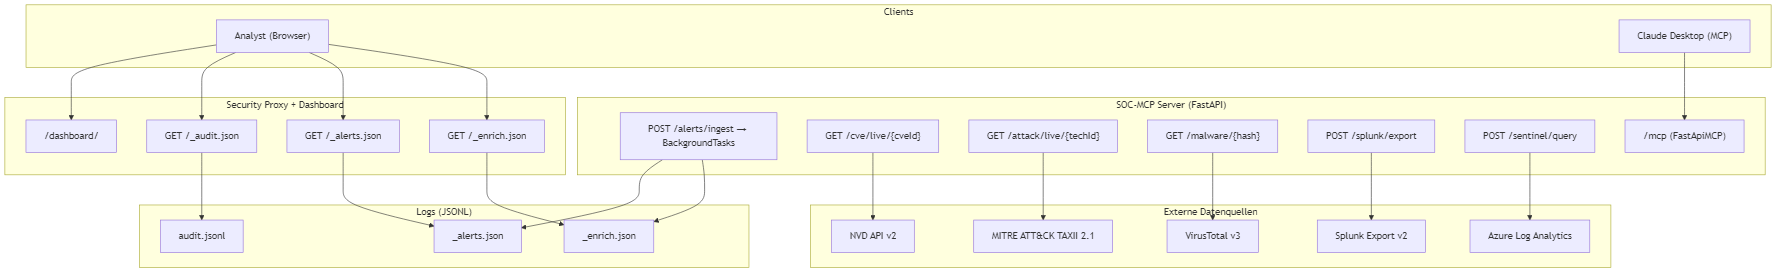 Clients
Analyst (Browser)
Claude Desktop (MCP)
Security Proxy + Dashboard
/dashboard/
GET /_audit.json
GET /_alerts.json
GET /_enrich.json
SOC-MCP Server (FastAPI)
POST /alerts/ingest →
BackgroundTasks
GET /cve/live/{cveId}
GET /attack/live/{techId}
GET /malware/{hash}
POST /splunk/export
POST /sentinel/query
/mcp (FastApiMCP)
Logs (JSONL)
audit.jsonl
_alerts.json
_enrich.json
Externe Datenquellen
NVD API v2
MITRE ATT&CK TAXII 2.1
VirusTotal v3
Splunk Export v2
Azure Log Analytics